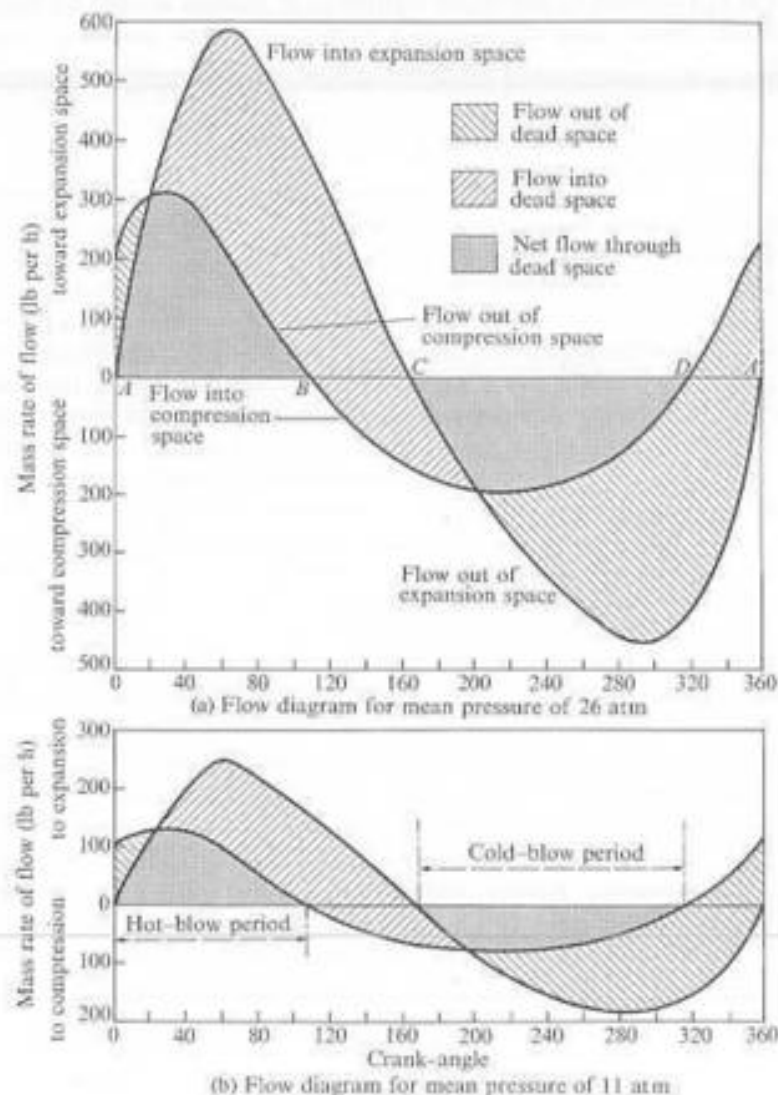 600
500
400
300
200
100
0
100
200
300
400
500
Mass rate of flow (lb per h)
toward expansion space
toward compression space
Flow into expansion space
Flow out of
dead space
Flow into
dead space
Net flow through
dead space
Flow out of
compression space
A
B
C
D
A
Flow into
compression
space
Flow out of
expansion space
0 40 80 120 160 200 240 280 320 360
(a) Flow diagram for mean pressure of 26 atm
300
200
100
0
100
200
Mass rate of flow (lb per h)
to expansion
to compression
Cold–blow period
Hot–blow period
0 40 80 120 160 200 240 280 320 360
Crank-angle
(b) Flow diagram for mean pressure of 11 atm